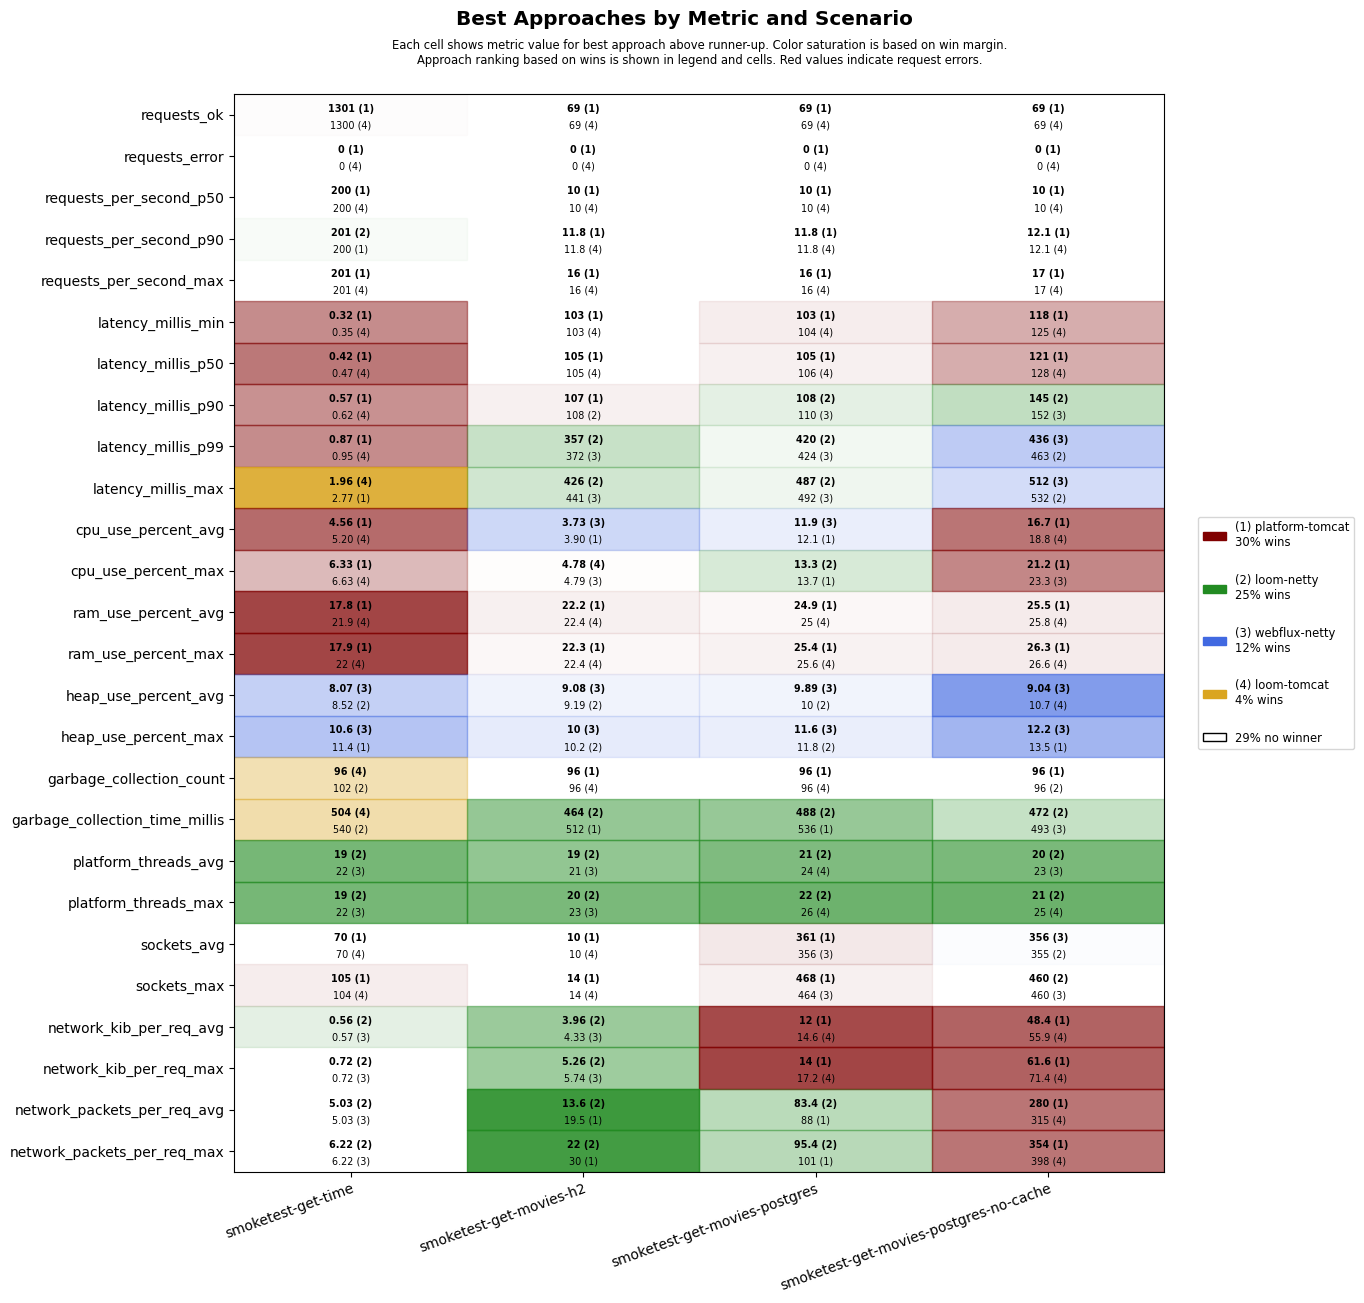 Best Approaches by Metric and Scenario
Each cell shows metric value for best approach above runner-up. Color saturation is based on win margin.
Approach ranking based on wins is shown in legend and cells. Red values indicate request errors.
requests_ok
1301 (1) 69 (1) 69 (1) 69 (1)
1300 (4) 69 (4) 69 (4) 69 (4)
requests_error
0 (1) 0 (1) 0 (1) 0 (1)
0 (4) 0 (4) 0 (4) 0 (4)
requests_per_second_p50
200 (1) 10 (1) 10 (1) 10 (1)
200 (4) 10 (4) 10 (4) 10 (4)
requests_per_second_p90
201 (2) 11.8 (1) 11.8 (1) 12.1 (1)
200 (1) 11.8 (4) 11.8 (4) 12.1 (4)
requests_per_second_max
201 (1) 16 (1) 16 (1) 17 (1)
201 (4) 16 (4) 16 (4) 17 (4)
latency_millis_min
0.32 (1) 103 (1) 103 (1) 118 (1)
0.35 (4) 103 (4) 104 (4) 125 (4)
latency_millis_p50
0.42 (1) 105 (1) 105 (1) 121 (1)
0.47 (4) 105 (4) 106 (4) 128 (4)
latency_millis_p90
0.57 (1) 107 (1) 108 (2) 145 (2)
0.62 (4) 108 (2) 110 (3) 152 (3)
latency_millis_p99
0.87 (1) 357 (2) 420 (2) 436 (3)
0.95 (4) 372 (3) 424 (3) 463 (2)
latency_millis_max
1.96 (4) 426 (2) 487 (2) 512 (3)
2.77 (1) 441 (3) 492 (3) 532 (2)
cpu_use_percent_avg
4.56 (1) 3.73 (3) 11.9 (3) 16.7 (1)
5.20 (4) 3.90 (1) 12.1 (1) 18.8 (4)
cpu_use_percent_max
6.33 (1) 4.78 (4) 13.3 (2) 21.2 (1)
6.63 (4) 4.79 (3) 13.7 (1) 23.3 (3)
ram_use_percent_avg
17.8 (1) 22.2 (1) 24.9 (1) 25.5 (1)
21.9 (4) 22.4 (4) 25 (4) 25.8 (4)
ram_use_percent_max
17.9 (1) 22.3 (1) 25.4 (1) 26.3 (1)
22 (4) 22.4 (4) 25.6 (4) 26.6 (4)
heap_use_percent_avg
8.07 (3) 9.08 (3) 9.89 (3) 9.04 (3)
8.52 (2) 9.19 (2) 10 (2) 10.7 (4)
heap_use_percent_max
10.6 (3) 10 (3) 11.6 (3) 12.2 (3)
11.4 (1) 10.2 (2) 11.8 (2) 13.5 (1)
garbage_collection_count
96 (4) 96 (1) 96 (1) 96 (1)
102 (2) 96 (4) 96 (4) 96 (2)
garbage_collection_time_millis
504 (4) 464 (2) 488 (2) 472 (2)
540 (2) 512 (1) 536 (1) 493 (3)
platform_threads_avg
19 (2) 19 (2) 21 (2) 20 (2)
22 (3) 21 (3) 24 (4) 23 (3)
platform_threads_max
19 (2) 20 (2) 22 (2) 21 (2)
22 (3) 23 (3) 26 (4) 25 (4)
sockets_avg
70 (1) 10 (1) 361 (1) 356 (3)
70 (4) 10 (4) 356 (3) 355 (2)
sockets_max
105 (1) 14 (1) 468 (1) 460 (2)
104 (4) 14 (4) 464 (3) 460 (3)
network_kib_per_req_avg
0.56 (2) 3.96 (2) 12 (1) 48.4 (1)
0.57 (3) 4.33 (3) 14.6 (4) 55.9 (4)
network_kib_per_req_max
0.72 (2) 5.26 (2) 14 (1) 61.6 (1)
0.72 (3) 5.74 (3) 17.2 (4) 71.4 (4)
network_packets_per_req_avg
5.03 (2) 13.6 (2) 83.4 (2) 280 (1)
5.03 (3) 19.5 (1) 88 (1) 315 (4)
network_packets_per_req_max
6.22 (2) 22 (2) 95.4 (2) 354 (1)
6.22 (3) 30 (1) 101 (1) 398 (4)
smoketest-get-time
smoketest-get-movies-h2
smoketest-get-movies-postgres
smoketest-get-movies-postgres-no-cache
(1) platform-tomcat
30% wins
(2) loom-netty
25% wins
(3) webflux-netty
12% wins
(4) loom-tomcat
4% wins
29% no winner